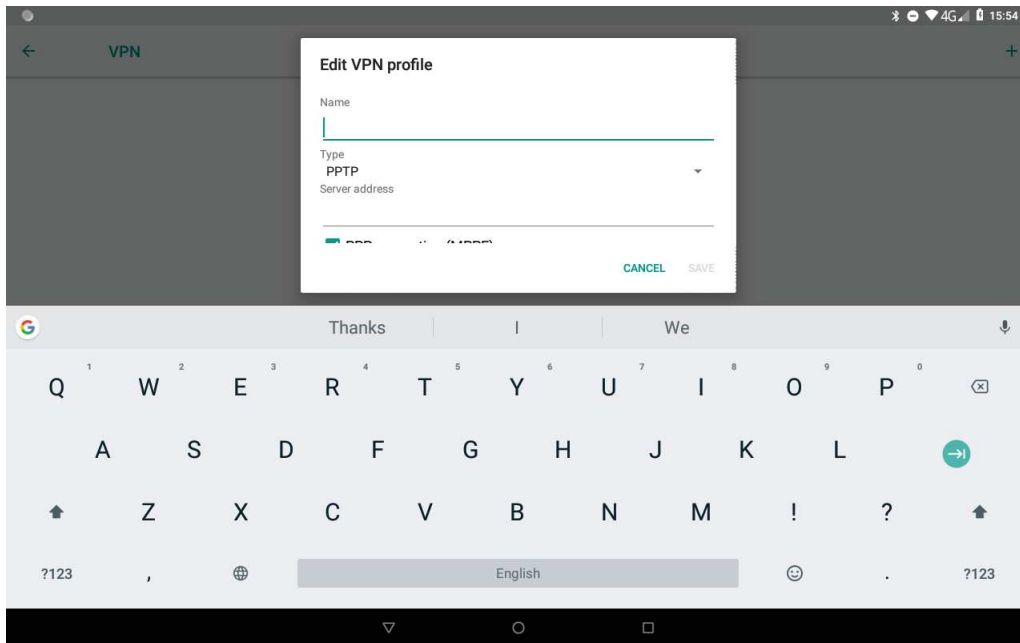 4G 15:54
VPN
Edit VPN profile
Name
Type
PPTP
Server address
CANCEL SAVE
Thanks I We
1 2 3 4 5 6 7 8 9 0
Q W E R T Y U I O P
A S D F G H J K L
Z X C V B N M ! ?
?123 , English . ?123